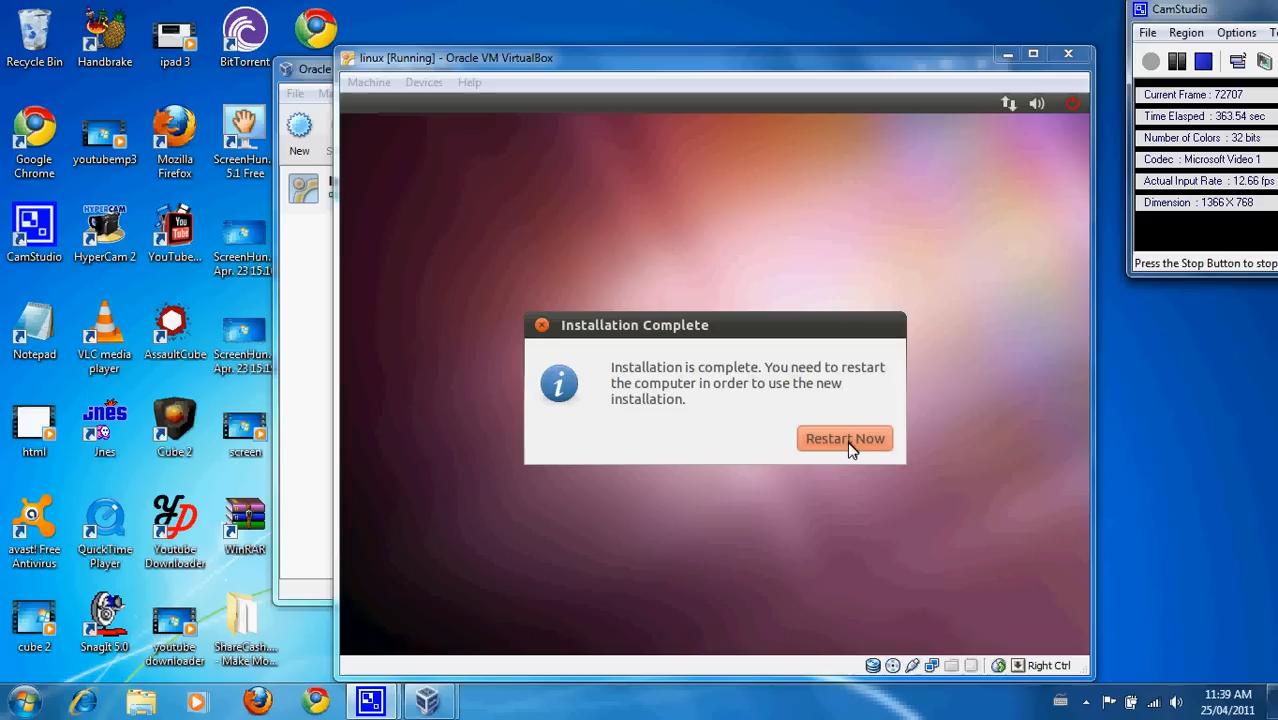 Recycle Bin
Handbrake
ipad 3
BitTorrent
Google
Chrome
youtubemp3
Mozilla
Firefox
ScreenHun...
5.1 Free
CamStudio
HyperCam 2
YouTube...
ScreenHun...
Notepad
VLC media
player
AssaultCube
ScreenHun...
html
Jnes
Cube 2
screen
avast! Free
Antivirus
QuickTime
Player
Youtube
Downloader
WinRAR
cube 2
SnagIt 5.0
youtube
downloader
ShareCash....
- Make Mo...
Oracle
File
New
linux [Running] - Oracle VM VirtualBox
Machine
Devices
Help
Installation Complete
Installation is complete. You need to restart
the computer in order to use the new
installation.
Restart Now
Right Ctrl
CamStudio
File
Region
Options
Current Frame : 72707
Time Elasped : 363.54 sec
Number of Colors : 32 bits
Codec : Microsoft Video 1
Actual Input Rate : 12.66 fps
Dimension : 1366 X 768
Press the Stop Button to stop
11:39 AM
25/04/2011